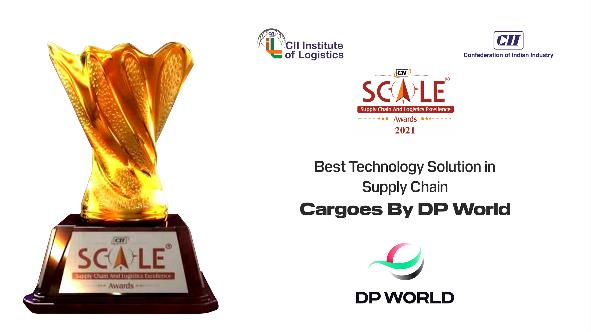 CII Institute
of Logistics
CII
Confederation of Indian Industry
CII
SCALE®
Supply Chain And Logistics Excellence
Awards
2021
Best Technology Solution in
Supply Chain
Cargoes By DP World
DP WORLD
CII
SCALE®
Supply Chain And Logistics Excellence
Awards